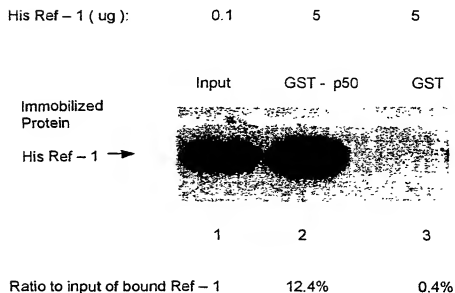 His Ref – 1 ( ug ): 0.1 5 5
Input GST - p50 GST
Immobilized
Protein
His Ref – 1
1 2 3
Ratio to input of bound Ref – 1 12.4% 0.4%